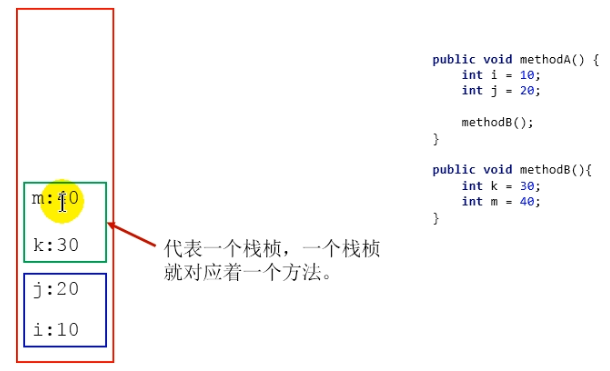 m:40
k:30
j:20
i:10
代表一个栈桢，一个栈桢
就对应着一个方法。
public void methodA() {
int i = 10;
int j = 20;
methodB();
}
public void methodB(){
int k = 30;
int m = 40;
}